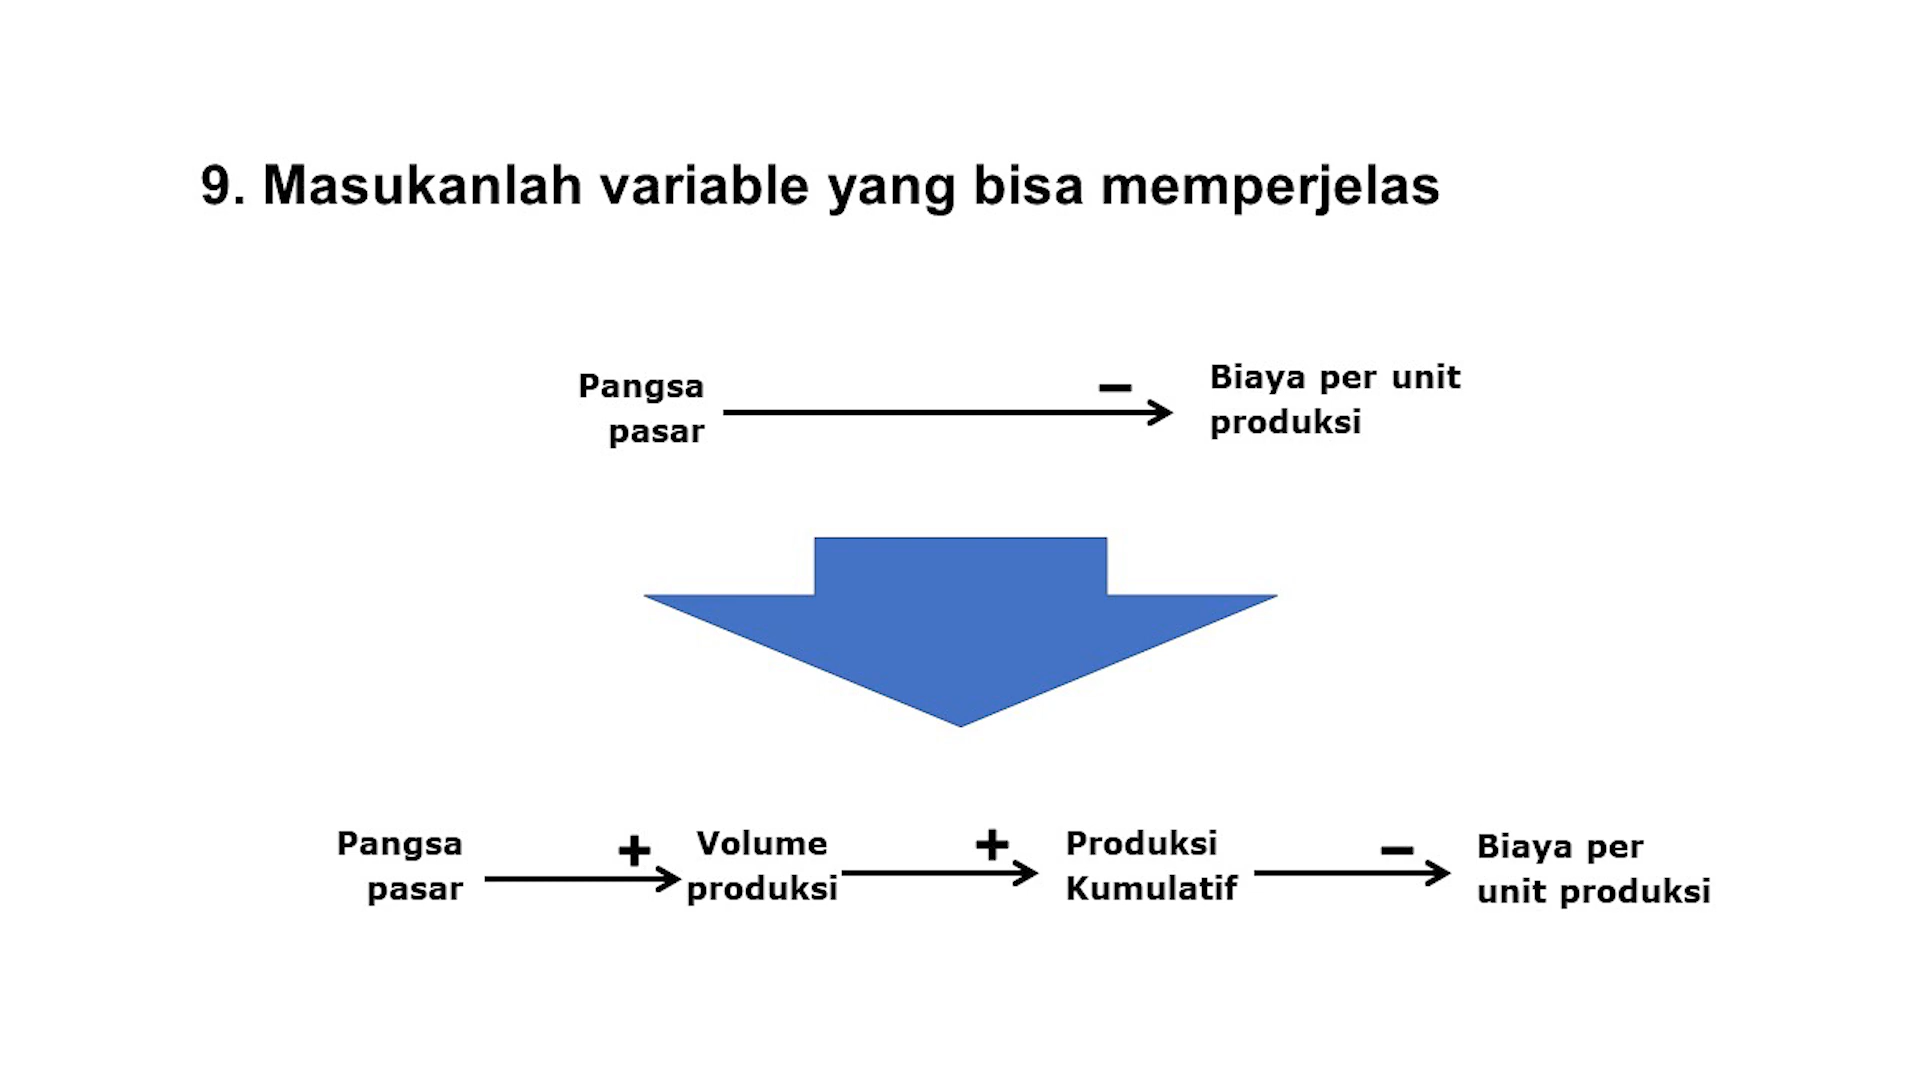 9. Masukanlah variable yang bisa memperjelas
Pangsa
pasar
–
Biaya per unit
produksi
Pangsa
pasar
+
Volume
produksi
+
Produksi
Kumulatif
–
Biaya per
unit produksi